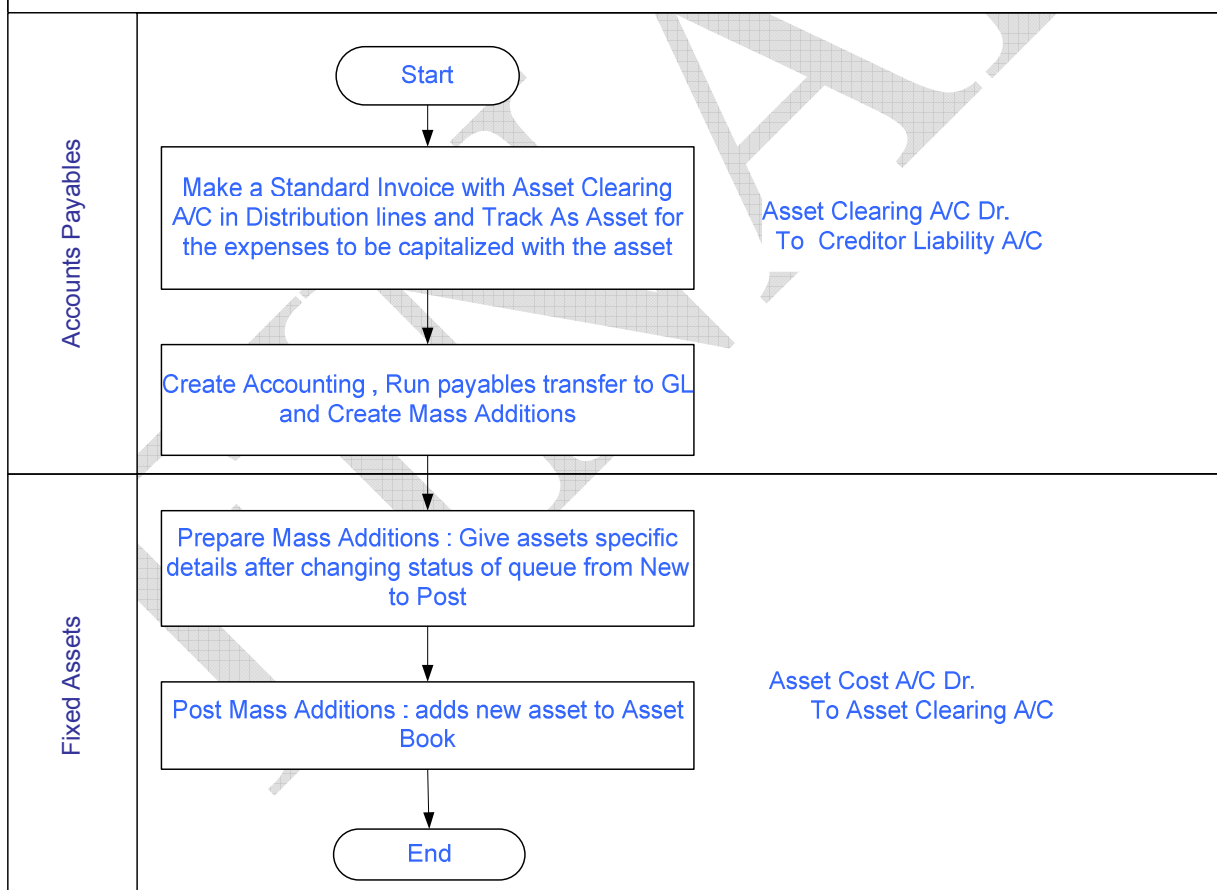 Accounts Payables
Start
Make a Standard Invoice with Asset Clearing
A/C in Distribution lines and Track As Asset for
the expenses to be capitalized with the asset
Asset Clearing A/C Dr.
To Creditor Liability A/C
Create Accounting , Run payables transfer to GL
and Create Mass Additions
Fixed Assets
Prepare Mass Additions : Give assets specific
details after changing status of queue from New
to Post
Post Mass Additions : adds new asset to Asset
Book
Asset Cost A/C Dr.
To Asset Clearing A/C
End